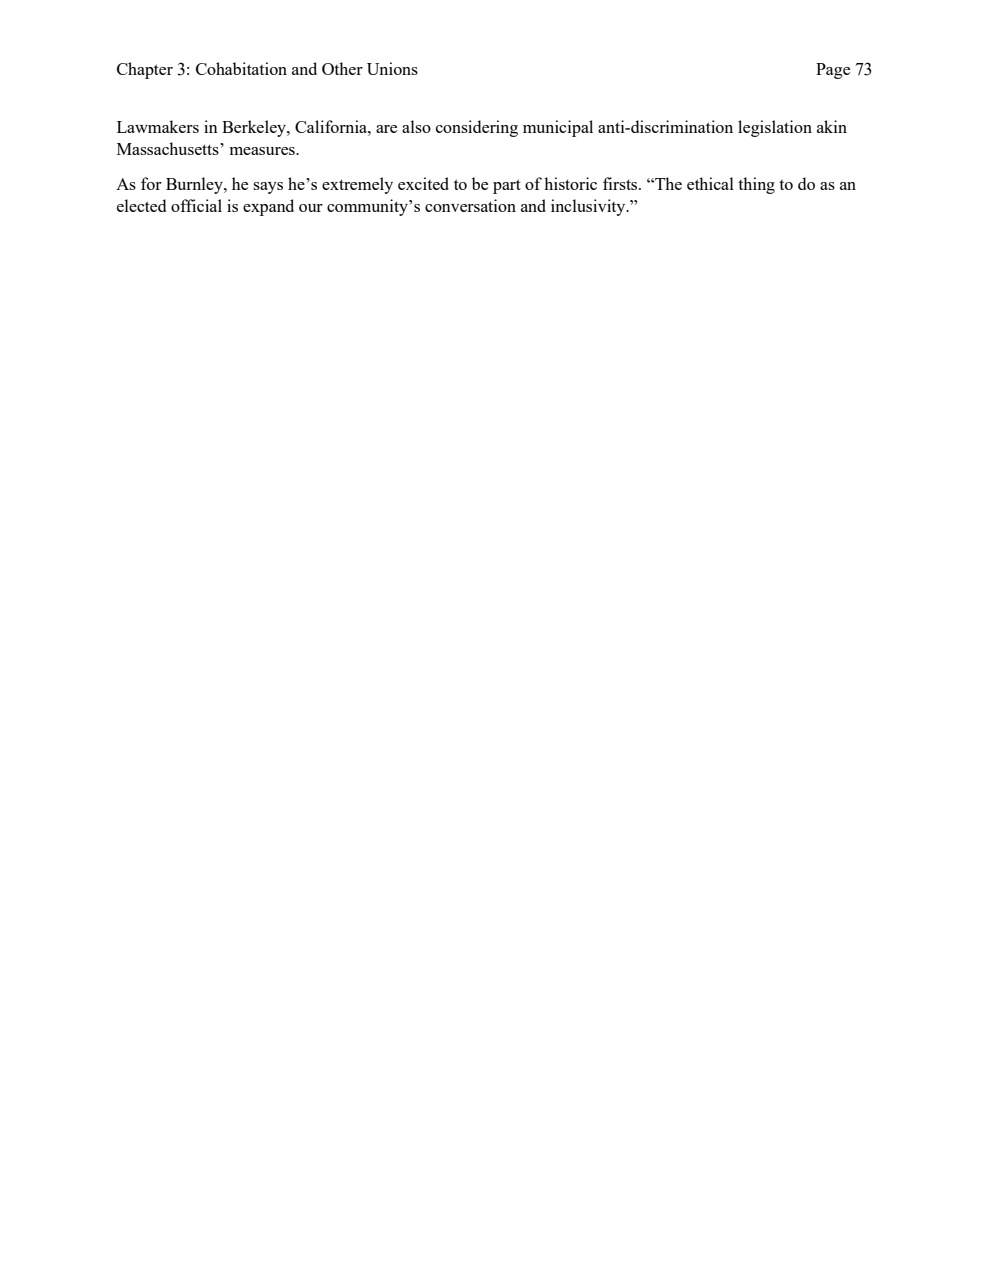 Chapter 3: Cohabitation and Other Unions Page 73
Lawmakers in Berkeley, California, are also considering municipal anti-discrimination legislation akin
Massachusetts’ measures.
As for Burnley, he says he’s extremely excited to be part of historic firsts. “The ethical thing to do as an
elected official is expand our community’s conversation and inclusivity.”